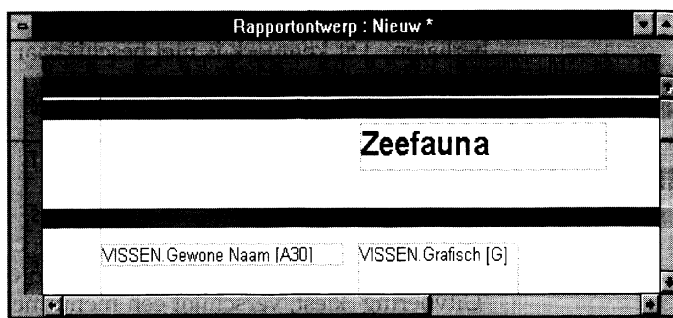 Rapportontwerp : Nieuw *
Zeefauna
VISSEN.Gewone Naam [A30]
VISSEN.Grafisch [G]